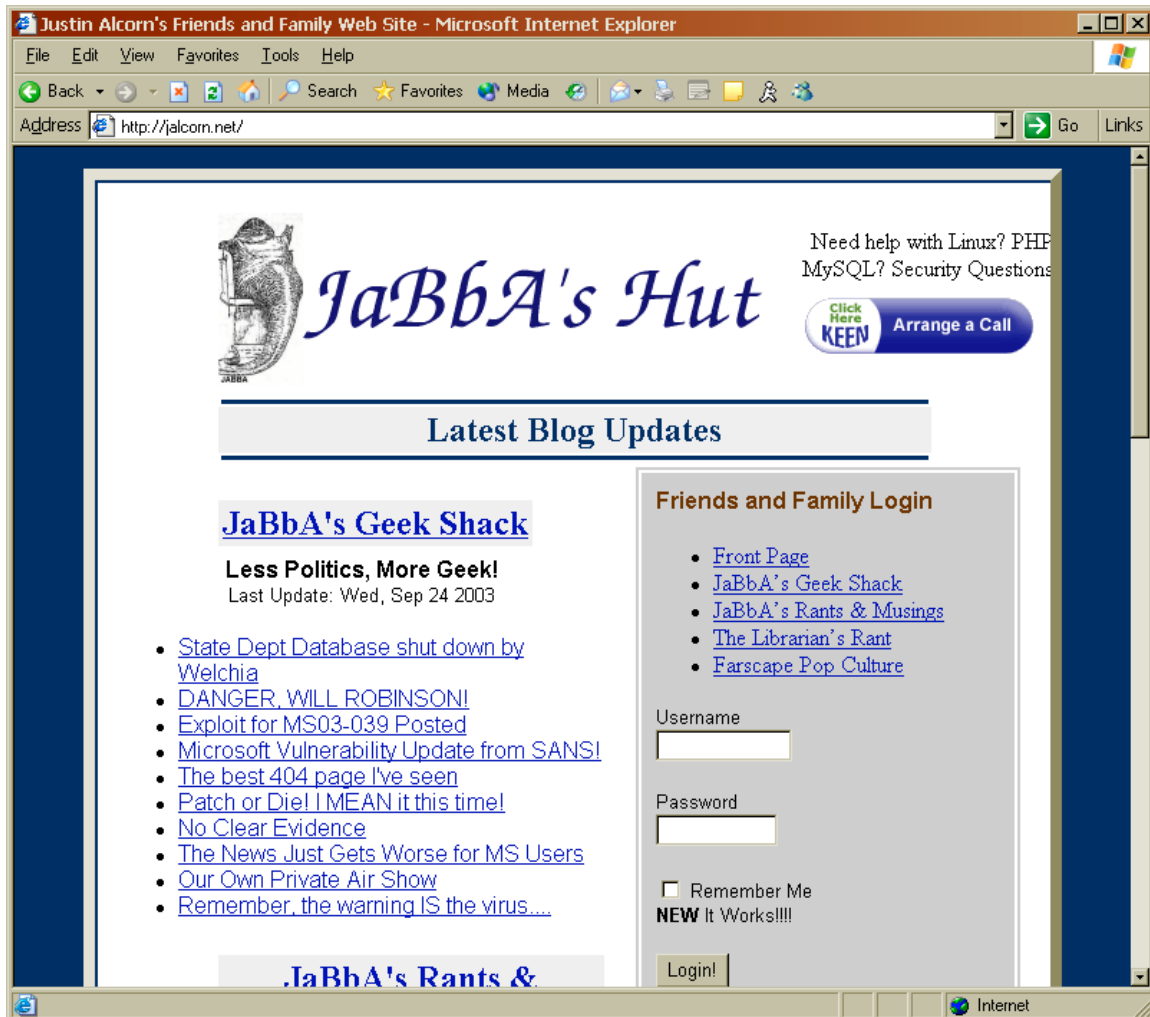 Justin Alcorn's Friends and Family Web Site - Microsoft Internet Explorer
File Edit View Favorites Tools Help
Back Search Favorites Media
Address http://jalcorn.net/ Go Links
JABBA
JaBbA's Hut
Need help with Linux? PHP
MySQL? Security Questions
Click Here KEEN Arrange a Call
Latest Blog Updates
JaBbA's Geek Shack
Less Politics, More Geek!
Last Update: Wed, Sep 24 2003
State Dept Database shut down by
Welchia
DANGER, WILL ROBINSON!
Exploit for MS03-039 Posted
Microsoft Vulnerability Update from SANS!
The best 404 page I've seen
Patch or Die! I MEAN it this time!
No Clear Evidence
The News Just Gets Worse for MS Users
Our Own Private Air Show
Remember, the warning IS the virus....
JaBbA's Rants &
Friends and Family Login
Front Page
JaBbA's Geek Shack
JaBbA's Rants & Musings
The Librarian's Rant
Farscape Pop Culture
Username
Password
Remember Me
NEW It Works!!!!
Login!
Internet